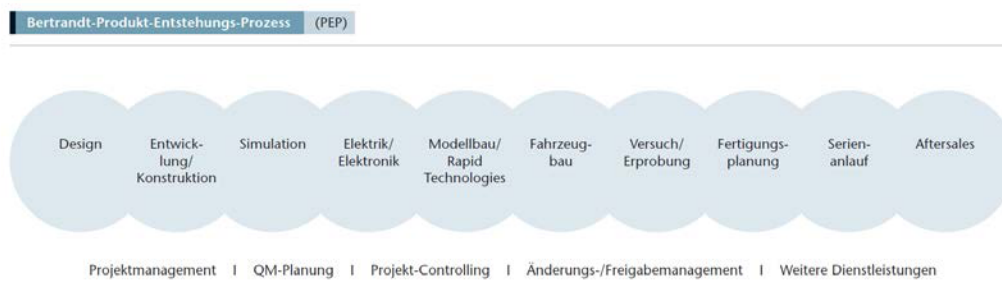 Bertrandt-Produkt-Entstehungs-Prozess (PEP)
Design
Entwick-
lung/
Konstruktion
Simulation
Elektrik/
Elektronik
Modellbau/
Rapid
Technologies
Fahrzeug-
bau
Versuch/
Erprobung
Fertigungs-
planung
Serien-
anlauf
Aftersales
Projektmanagement I QM-Planung I Projekt-Controlling I Änderungs-/Freigabemanagement I Weitere Dienstleistungen